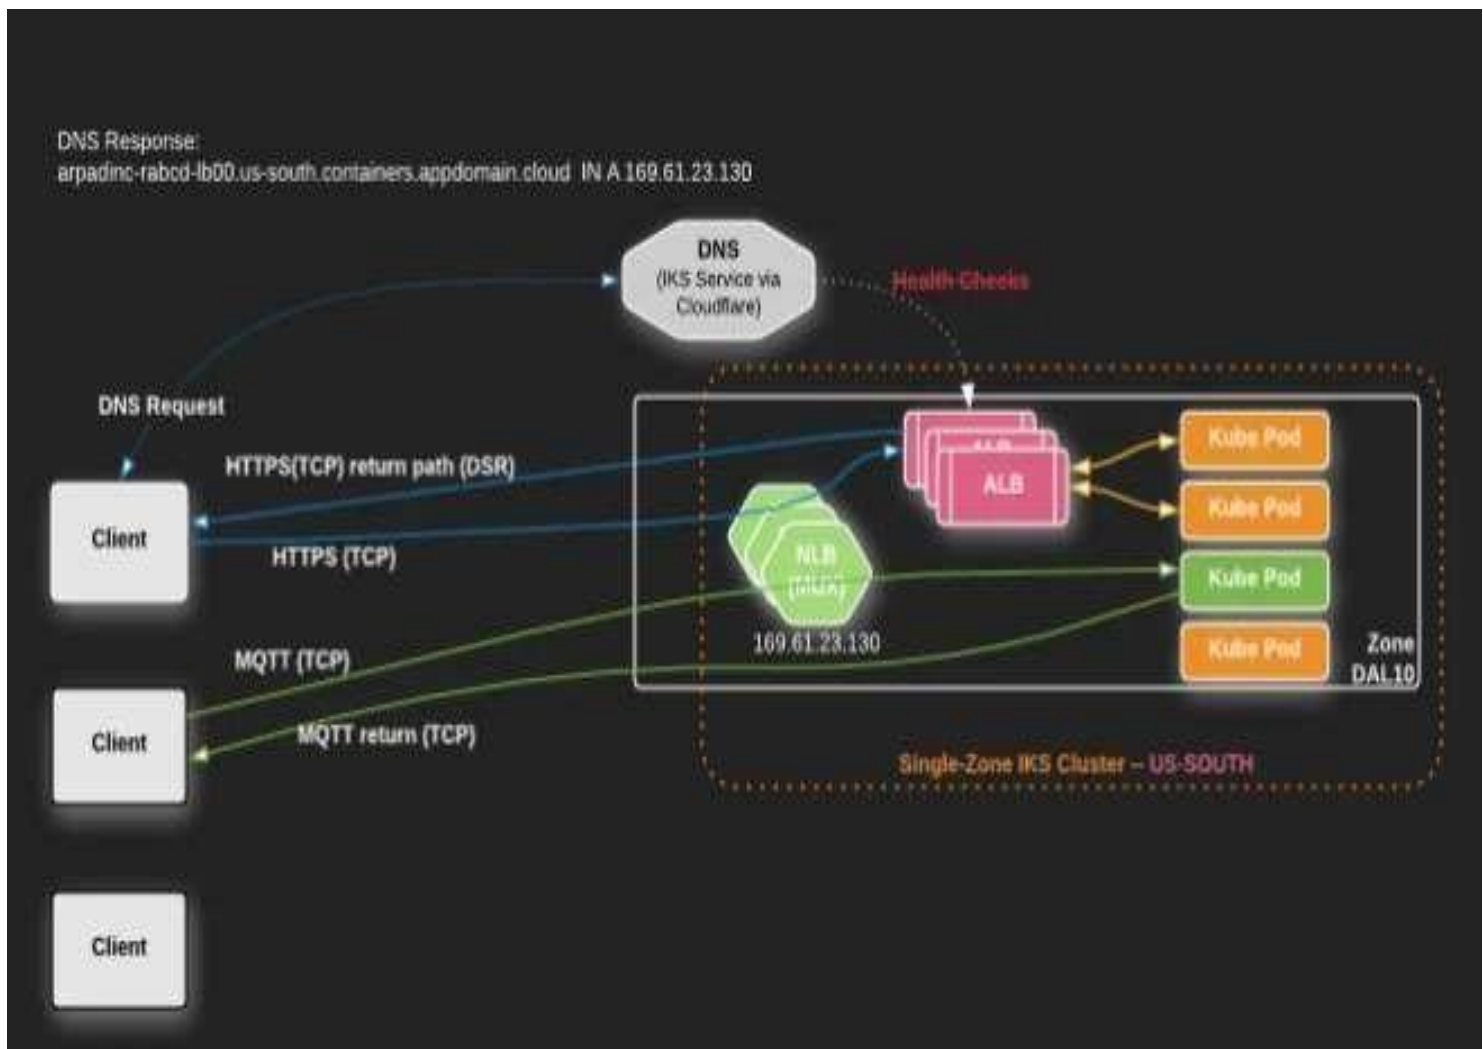 DNS Response:
arpadinc-rabcd-lb00.us-south.containers.appdomain.cloud IN A 169.61.23.130
DNS
(IKS Service via
Cloudflare)
Health Checks
DNS Request
HTTPS(TCP) return path (DSR)
Client
HTTPS (TCP)
ALB
ALB
Kube Pod
Kube Pod
NLB
(MUX)
Kube Pod
169.61.23.130
Kube Pod
Zone
DAL10
MQTT (TCP)
Client
MQTT return (TCP)
Single-Zone IKS Cluster – US-SOUTH
Client